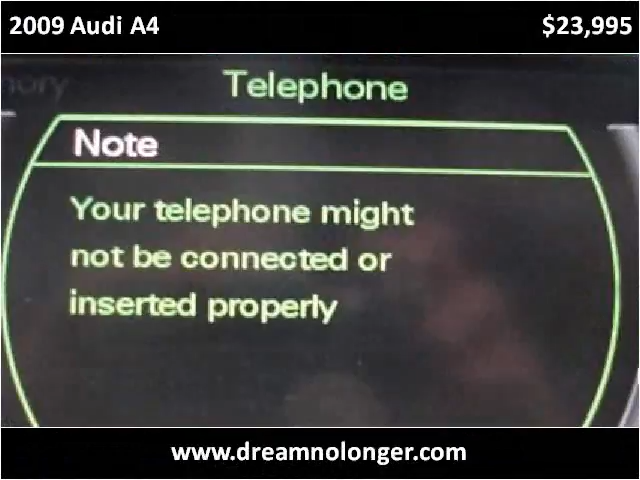 2009 Audi A4 $23,995
Telephone
Note
Your telephone might
not be connected or
inserted properly
www.dreamnolonger.com